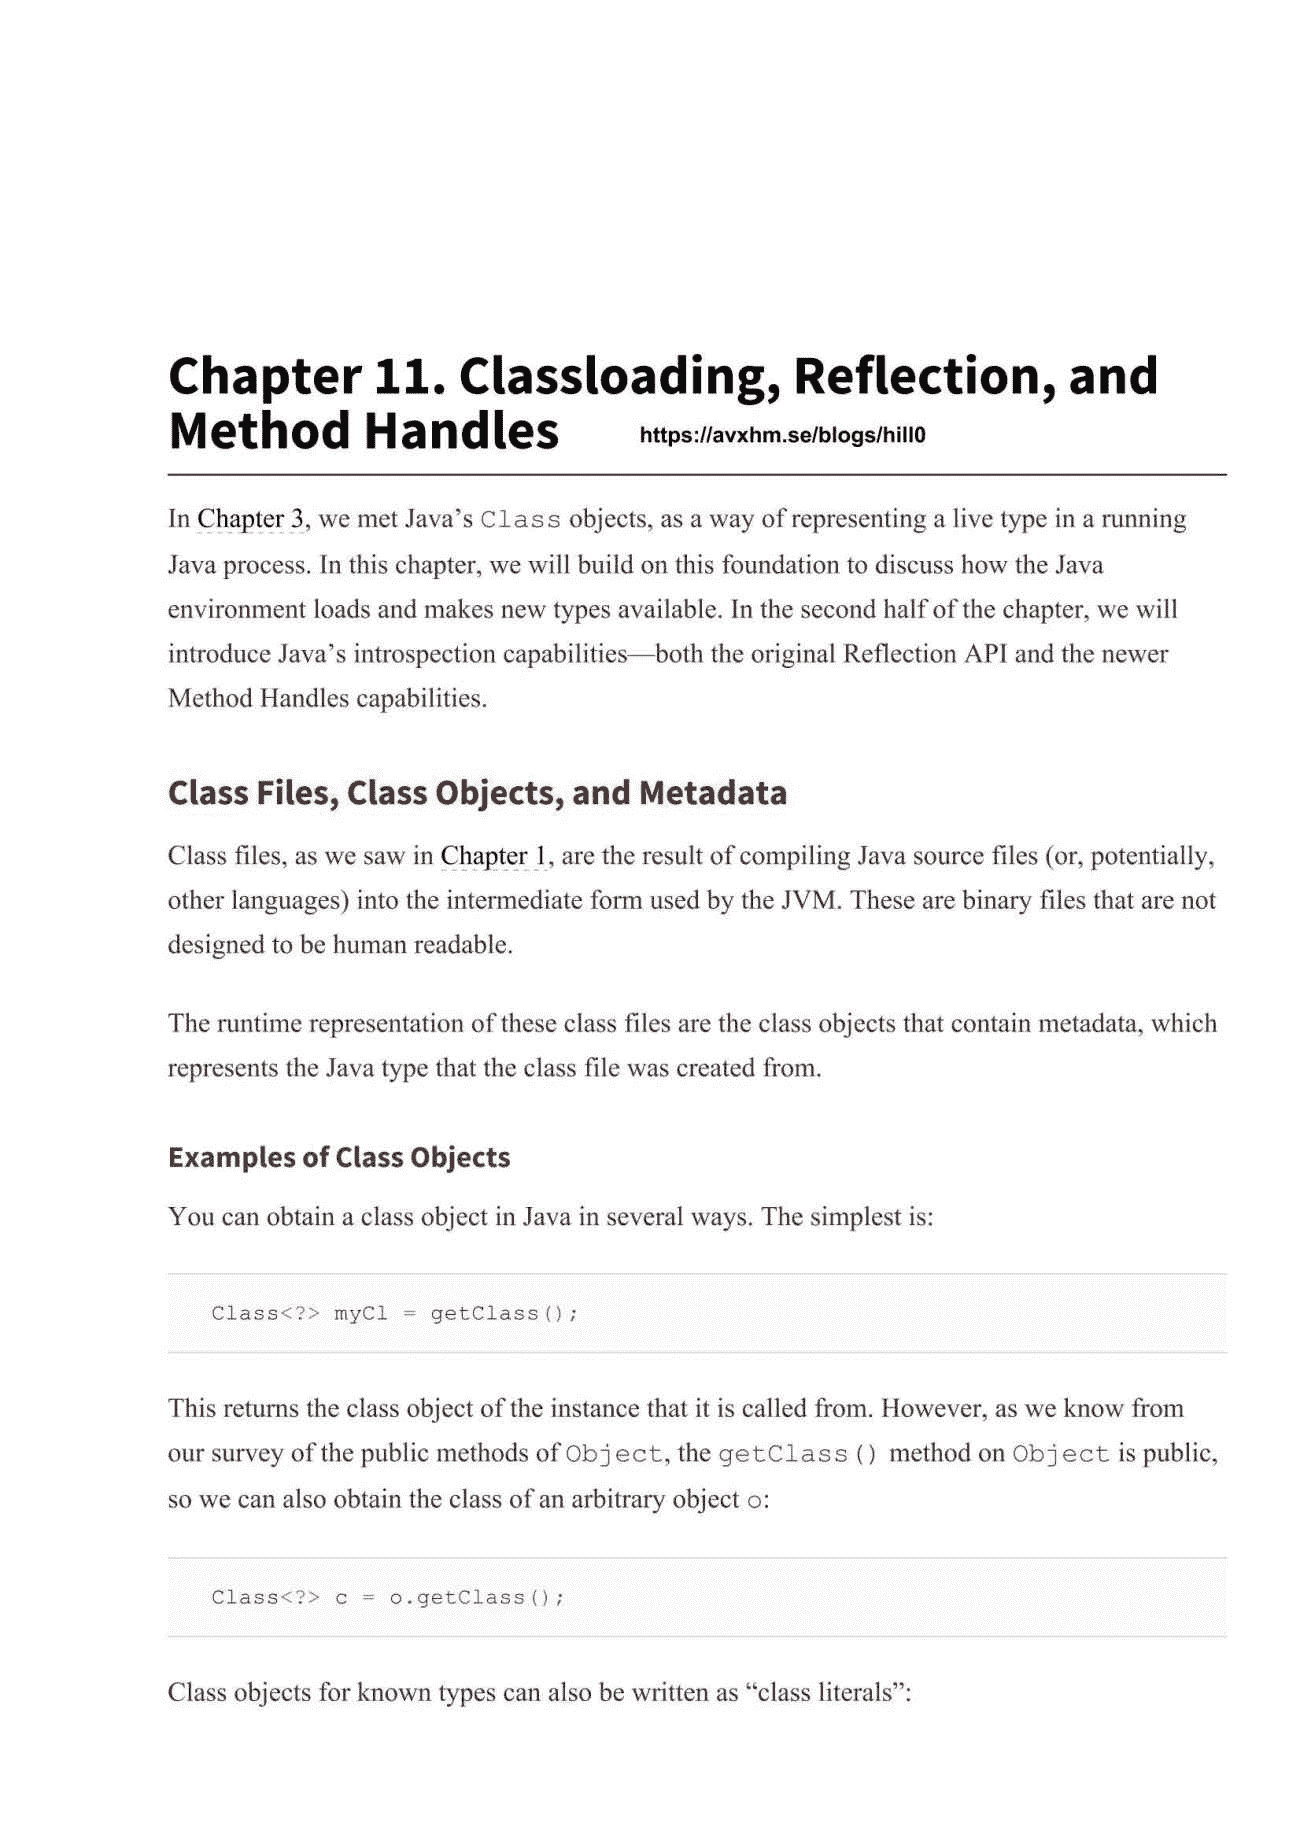 Chapter 11. Classloading, Reflection, and
Method Handles
https://avxhm.se/blogs/hill0
In Chapter 3, we met Java’s Class objects, as a way of representing a live type in a running
Java process. In this chapter, we will build on this foundation to discuss how the Java
environment loads and makes new types available. In the second half of the chapter, we will
introduce Java’s introspection capabilities—both the original Reflection API and the newer
Method Handles capabilities.
Class Files, Class Objects, and Metadata
Class files, as we saw in Chapter 1, are the result of compiling Java source files (or, potentially,
other languages) into the intermediate form used by the JVM. These are binary files that are not
designed to be human readable.
The runtime representation of these class files are the class objects that contain metadata, which
represents the Java type that the class file was created from.
Examples of Class Objects
You can obtain a class object in Java in several ways. The simplest is:
Class<?> myCl = getClass();
This returns the class object of the instance that it is called from. However, as we know from
our survey of the public methods of Object, the getClass() method on Object is public,
so we can also obtain the class of an arbitrary object o:
Class<?> c = o.getClass();
Class objects for known types can also be written as “class literals”: